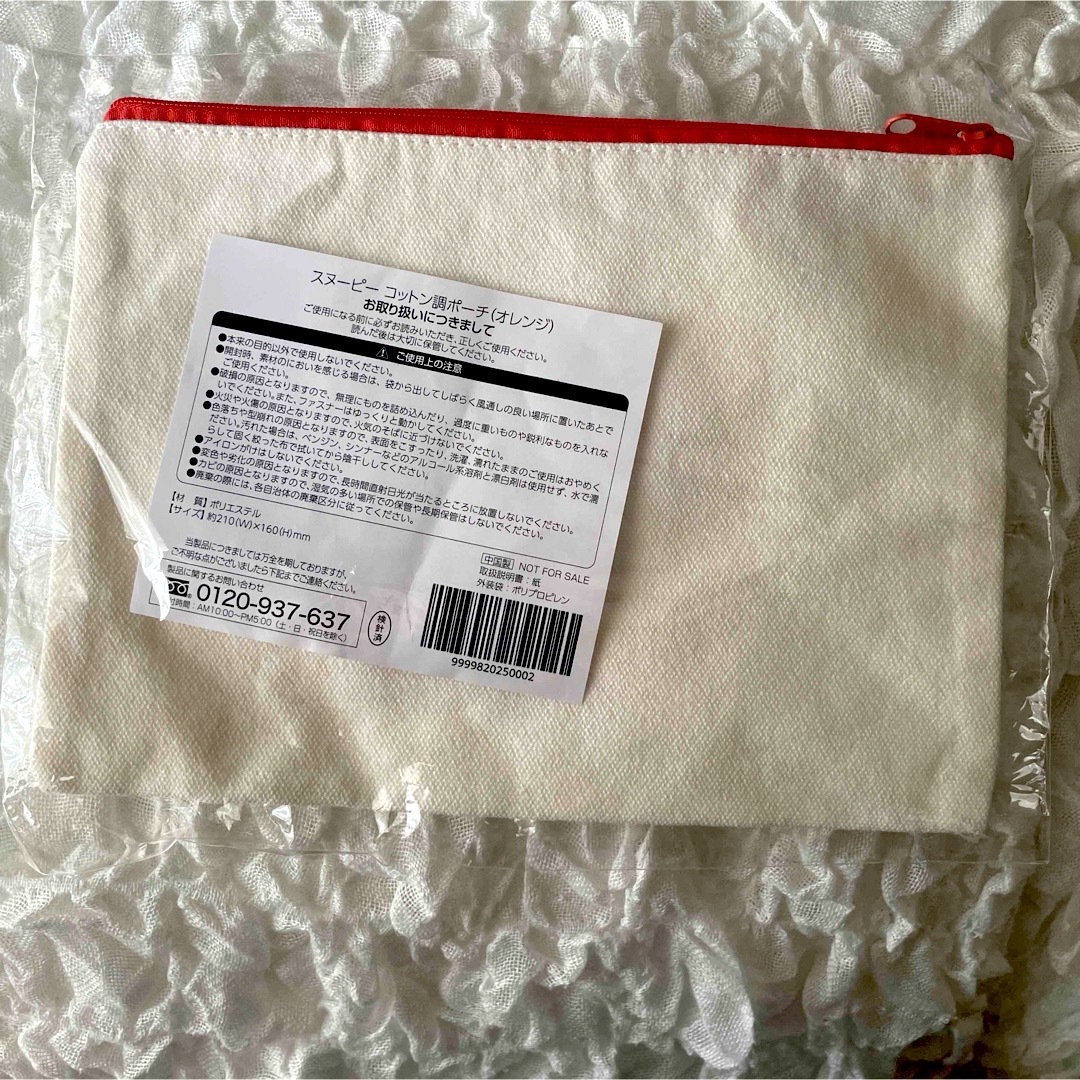 スヌーピー コットン調ポーチ(オレンジ)
お取り扱いにつきまして
ご使用になる前に必ずお読みいただき、正しくご使用ください。
読んだ後は大切に保管してください。
ご使用上の注意
●本来の目的以外で使用しないでください。
●開封時、素材のにおいを感じる場合は、袋から出してしばらく風通しの良い場所に置いたあとで
ご使用ください。
●破損の原因となりますので、無理にものを詰め込んだり、過度に重いものや鋭利なものを入れな
いでください。また、ファスナーはゆっくりと動かしてください。
●火災や火傷の原因となりますので、火気のそばに近づけないでください。
●色落ちや型崩れの原因となりますので、表面をこすったり、洗濯、濡れたままのご使用はおやめく
ださい。汚れた場合は、ベンジン、シンナーなどのアルコール系溶剤と漂白剤は使用せず、水で濡
らして固く絞った布で拭いてから陰干ししてください。
●アイロンがけはしないでください。
●変色や劣化の原因となりますので、長時間直射日光が当たるところに放置しないでください。
●カビの原因となりますので、湿気の多い場所での保管や長期保管はしないでください。
●廃棄の際には、各自治体の廃棄区分に従ってください。
【材 質】ポリエステル
【サイズ】約210(W)×160(H)mm
当製品につきましては万全を期しておりますが、
ご不明な点がございましたら下記までご連絡ください。
製品に関するお問い合わせ
0120-937-637
付時間：AM10:00〜PM5:00（土・日・祝日を除く）
検針済
中国製 NOT FOR SALE
取扱説明書：紙
外装袋：ポリプロピレン
9999820250002